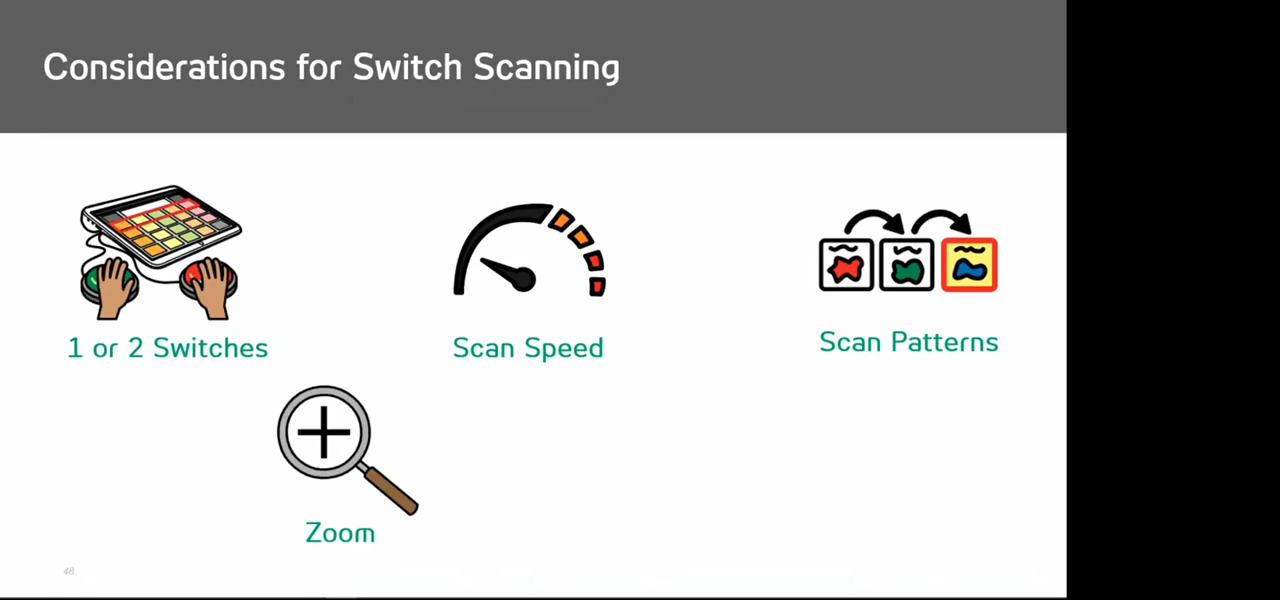 Considerations for Switch Scanning
1 or 2 Switches
Scan Speed
Scan Patterns
Zoom
48